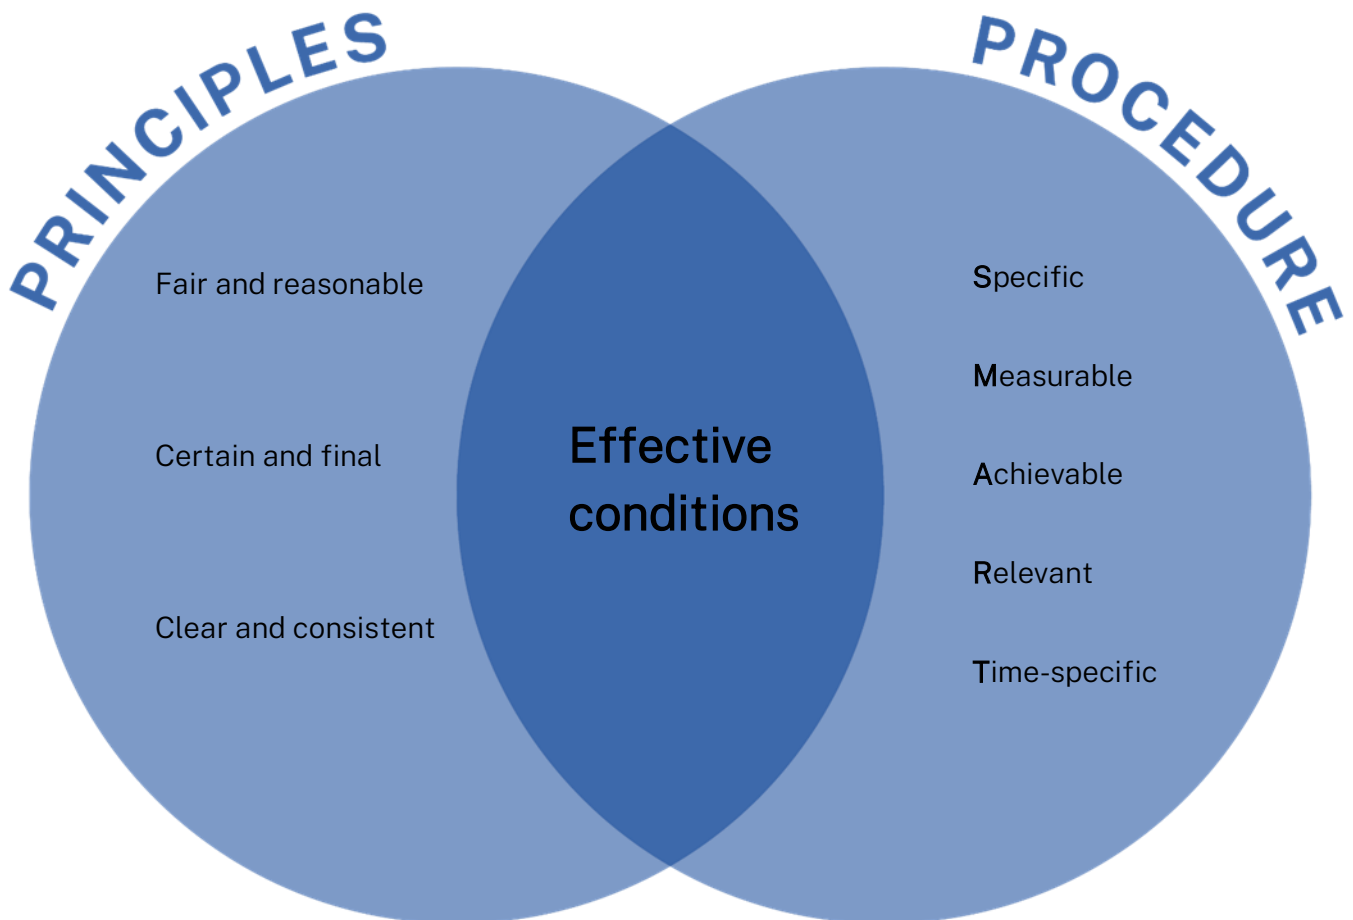 PRINCIPLES
Fair and reasonable
Certain and final
Clear and consistent
Effective
conditions
PROCEDURE
Specific
Measurable
Achievable
Relevant
Time-specific